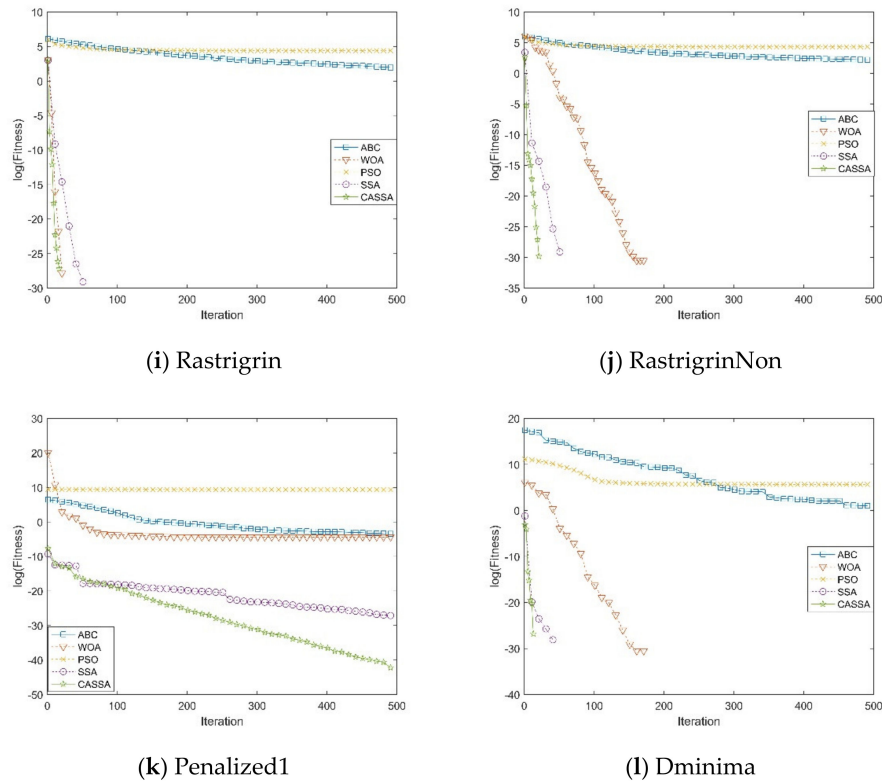 10
5
0
-5
-10
-15
-20
-25
-30
log(Fitness)
ABC
WOA
PSO
SSA
CASSA
0 100 200 300 400 500
Iteration
(i) Rastrigrin
10
5
0
-5
-10
-15
-20
-25
-30
-35
log(Fitness)
ABC
WOA
PSO
SSA
CASSA
0 100 200 300 400 500
Iteration
(j) RastrigrinNon
30
20
10
0
-10
-20
-30
-40
-50
log(Fitness)
ABC
WOA
PSO
SSA
CASSA
0 100 200 300 400 500
Iteration
(k) Penalized1
20
10
0
-10
-20
-30
-40
log(Fitness)
ABC
WOA
PSO
SSA
CASSA
0 100 200 300 400 500
Iteration
(l) Dminima